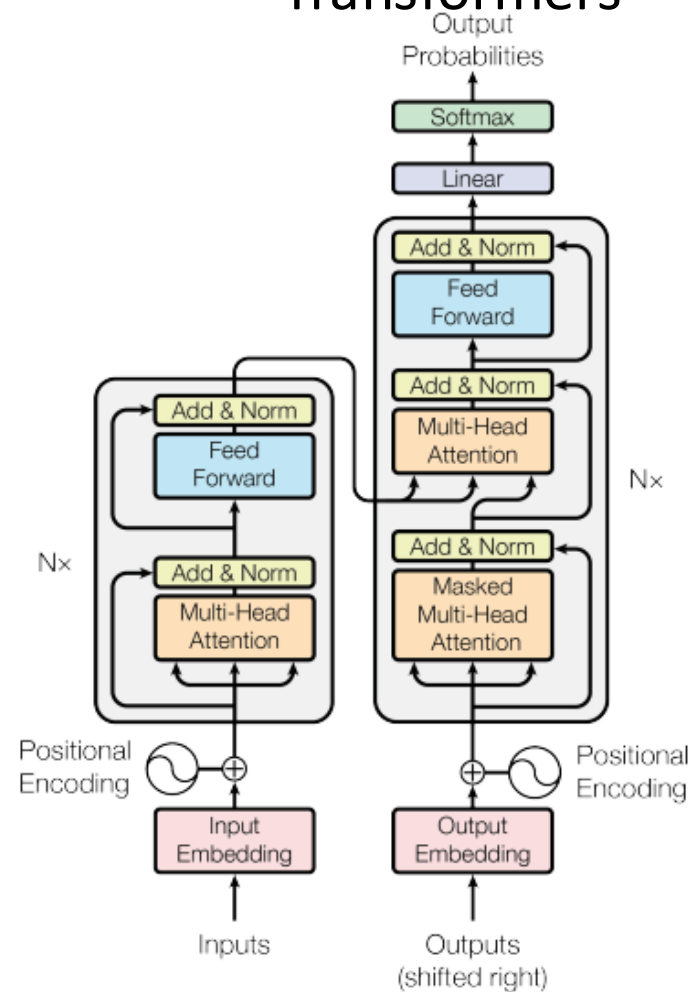 Transformers
Output
Probabilities
Softmax
Linear
Add & Norm
Feed
Forward
Add & Norm
Multi-Head
Attention
Add & Norm
Masked
Multi-Head
Attention
Nx
Add & Norm
Feed
Forward
Add & Norm
Multi-Head
Attention
Nx
Positional
Encoding
Positional
Encoding
Input
Embedding
Output
Embedding
Inputs
Outputs
(shifted right)